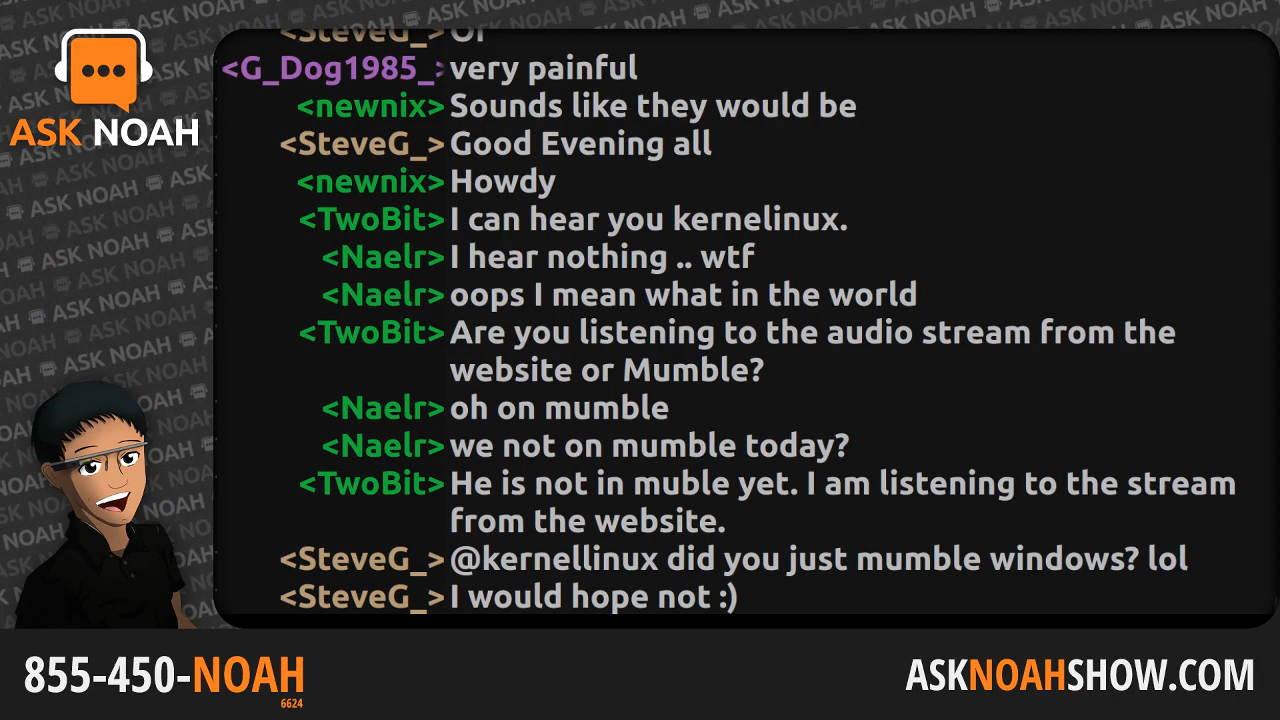 ASK NOAH
<SteveG_> Or
<G_Dog1985_> very painful
<newnix> Sounds like they would be
<SteveG_> Good Evening all
<newnix> Howdy
<TwoBit> I can hear you kernelinux.
<Naelr> I hear nothing .. wtf
<Naelr> oops I mean what in the world
<TwoBit> Are you listening to the audio stream from the
website or Mumble?
<Naelr> oh on mumble
<Naelr> we not on mumble today?
<TwoBit> He is not in muble yet. I am listening to the stream
from the website.
<SteveG_> @kernellinux did you just mumble windows? lol
<SteveG_> I would hope not :)
855-450-NOAH
6624
ASKNOAHSHOW.COM